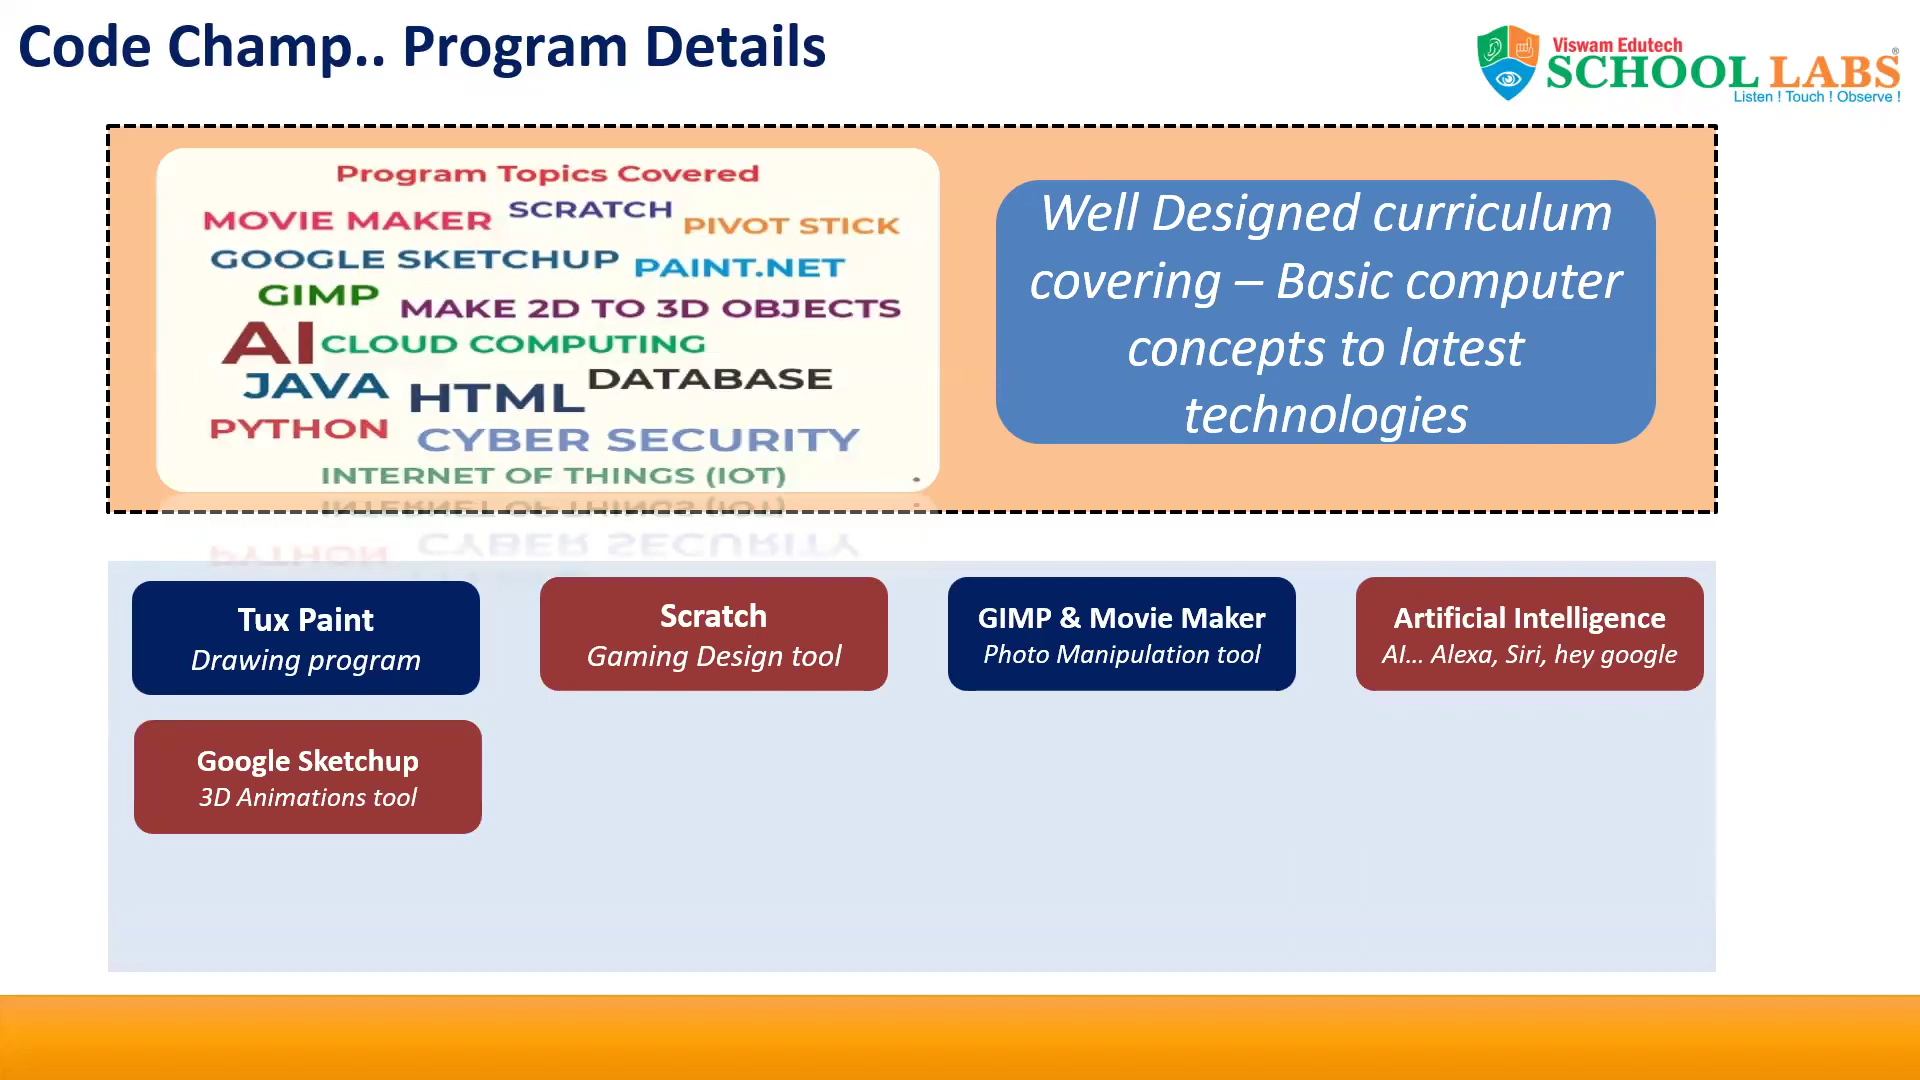 Code Champ.. Program Details
Viswam Edutech
SCHOOL LABS®
Listen ! Touch ! Observe !
Program Topics Covered
MOVIE MAKER SCRATCH PIVOT STICK
GOOGLE SKETCHUP PAINT.NET
GIMP MAKE 2D TO 3D OBJECTS
AI CLOUD COMPUTING
JAVA HTML DATABASE
PYTHON CYBER SECURITY
INTERNET OF THINGS (IOT)
Well Designed curriculum
covering – Basic computer
concepts to latest
technologies
Tux Paint
Drawing program
Scratch
Gaming Design tool
GIMP & Movie Maker
Photo Manipulation tool
Artificial Intelligence
AI... Alexa, Siri, hey google
Google Sketchup
3D Animations tool